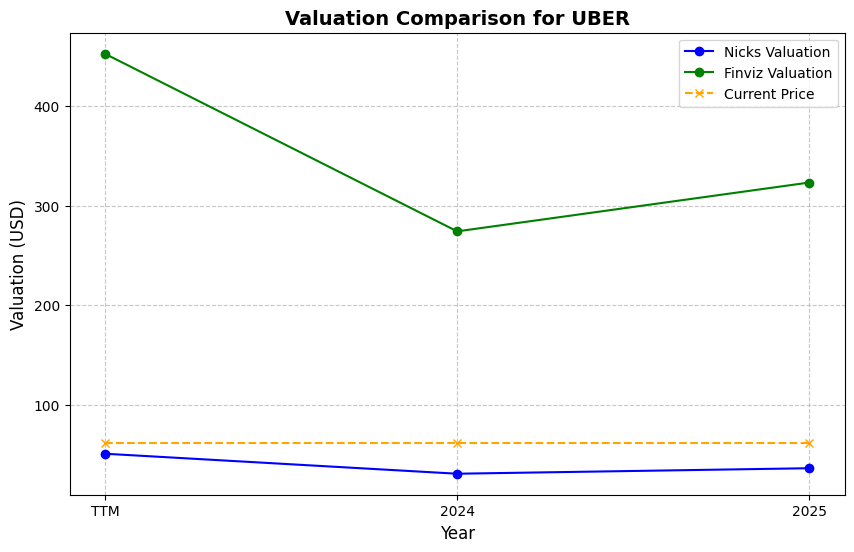 Valuation Comparison for UBER
Nicks Valuation
Finviz Valuation
Current Price
Valuation (USD)
400
300
200
100
TTM
2024
2025
Year